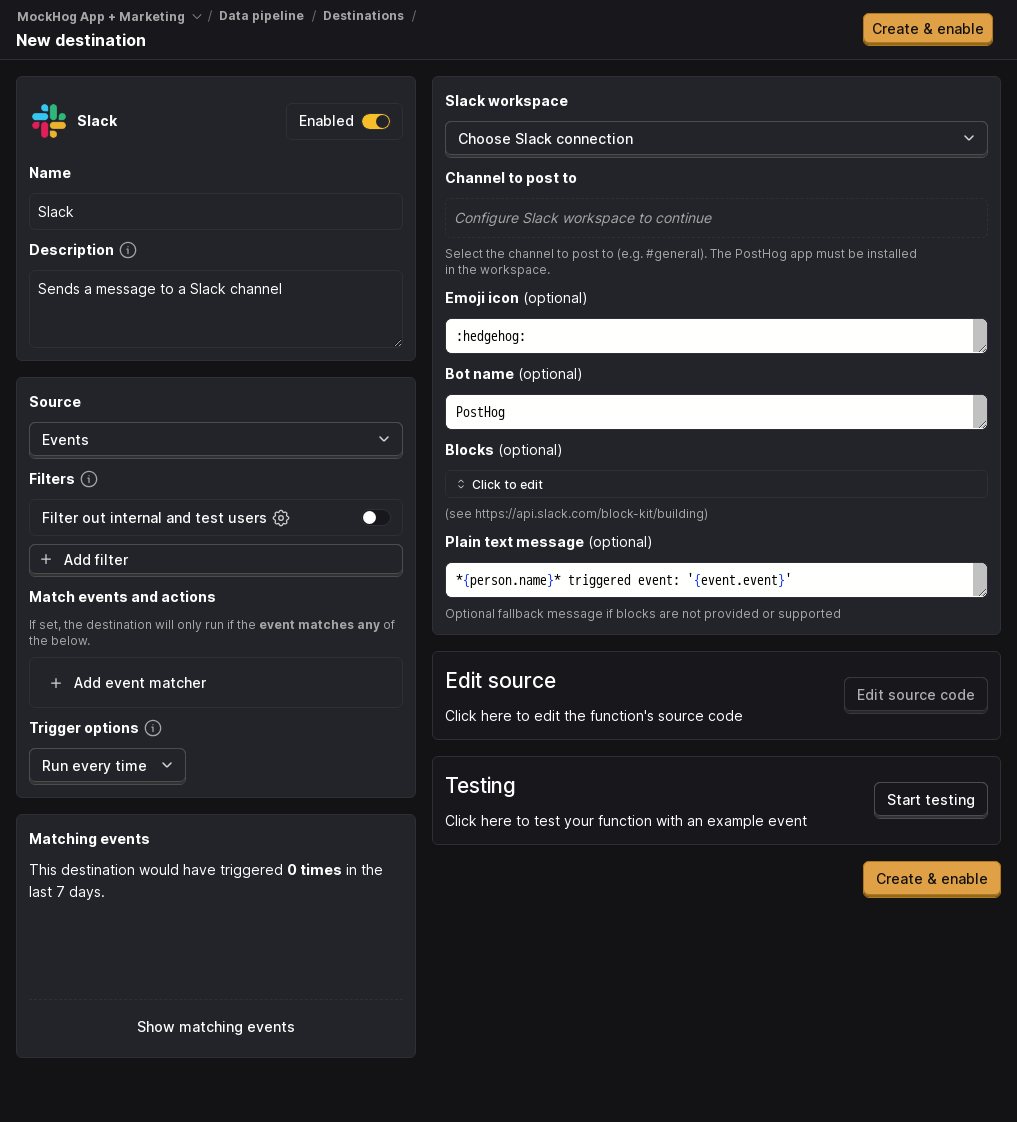 MockHog App + Marketing / Data pipeline / Destinations /
New destination
Create & enable
Slack
Enabled
Name
Slack
Description
Sends a message to a Slack channel
Source
Events
Filters
Filter out internal and test users
Add filter
Match events and actions
If set, the destination will only run if the event matches any of
the below.
Add event matcher
Trigger options
Run every time
Matching events
This destination would have triggered 0 times in the
last 7 days.
Show matching events
Slack workspace
Choose Slack connection
Channel to post to
Configure Slack workspace to continue
Select the channel to post to (e.g. #general). The PostHog app must be installed
in the workspace.
Emoji icon (optional)
:hedgehog:
Bot name (optional)
PostHog
Blocks (optional)
Click to edit
(see https://api.slack.com/block-kit/building)
Plain text message (optional)
*{person.name}* triggered event: '{event.event}'
Optional fallback message if blocks are not provided or supported
Edit source
Click here to edit the function's source code
Edit source code
Testing
Click here to test your function with an example event
Start testing
Create & enable